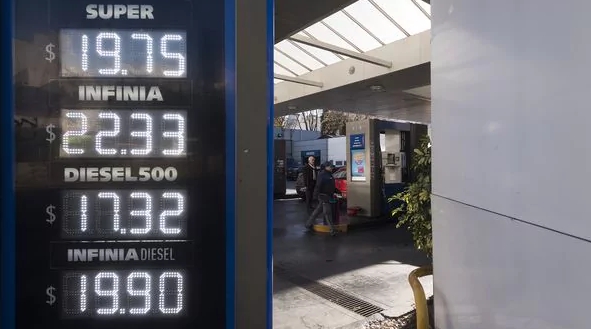 SUPER
$ 19.75
INFINIA
$ 22.33
DIESEL500
$ 17.32
INFINIA DIESEL
$ 19.90